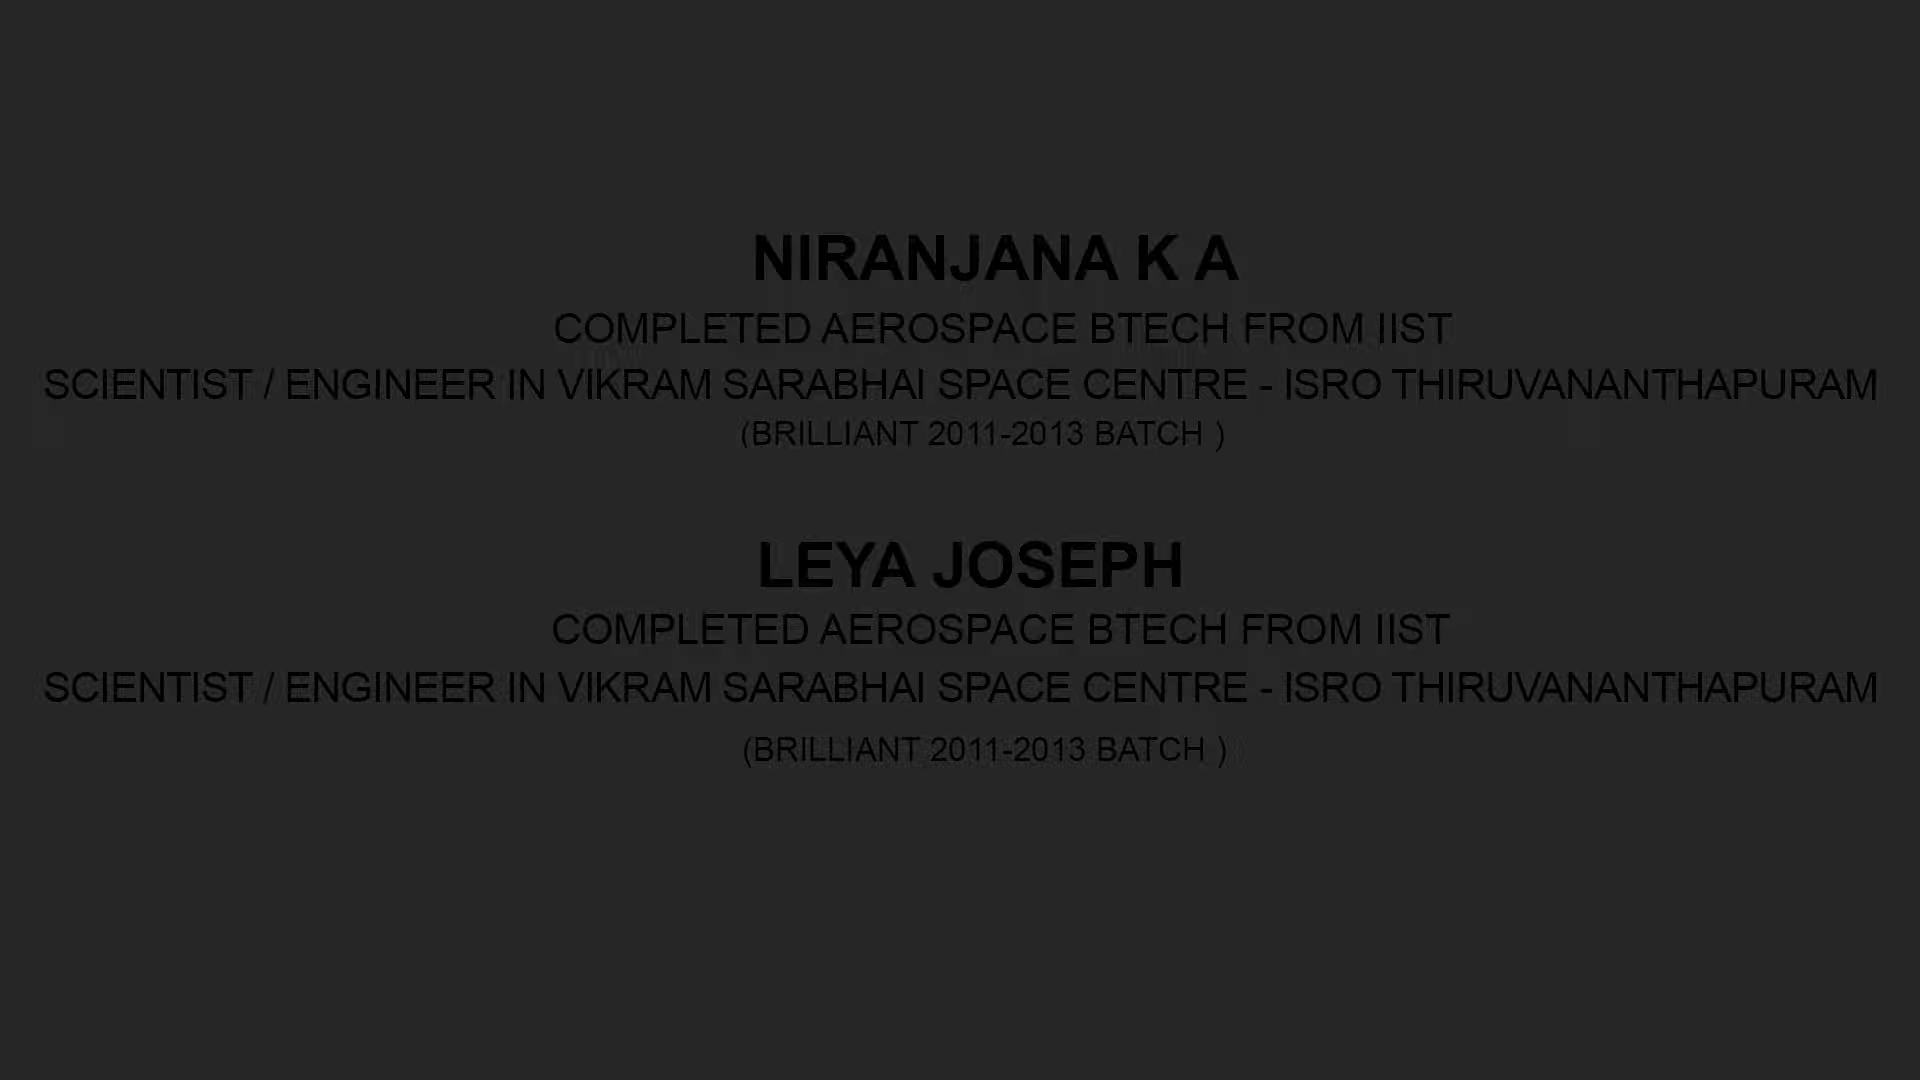 NIRANJANA K A
COMPLETED AEROSPACE BTECH FROM IIST
SCIENTIST / ENGINEER IN VIKRAM SARABHAI SPACE CENTRE - ISRO THIRUVANANTHAPURAM
(BRILLIANT 2011-2013 BATCH )
LEYA JOSEPH
COMPLETED AEROSPACE BTECH FROM IIST
SCIENTIST / ENGINEER IN VIKRAM SARABHAI SPACE CENTRE - ISRO THIRUVANANTHAPURAM
(BRILLIANT 2011-2013 BATCH )